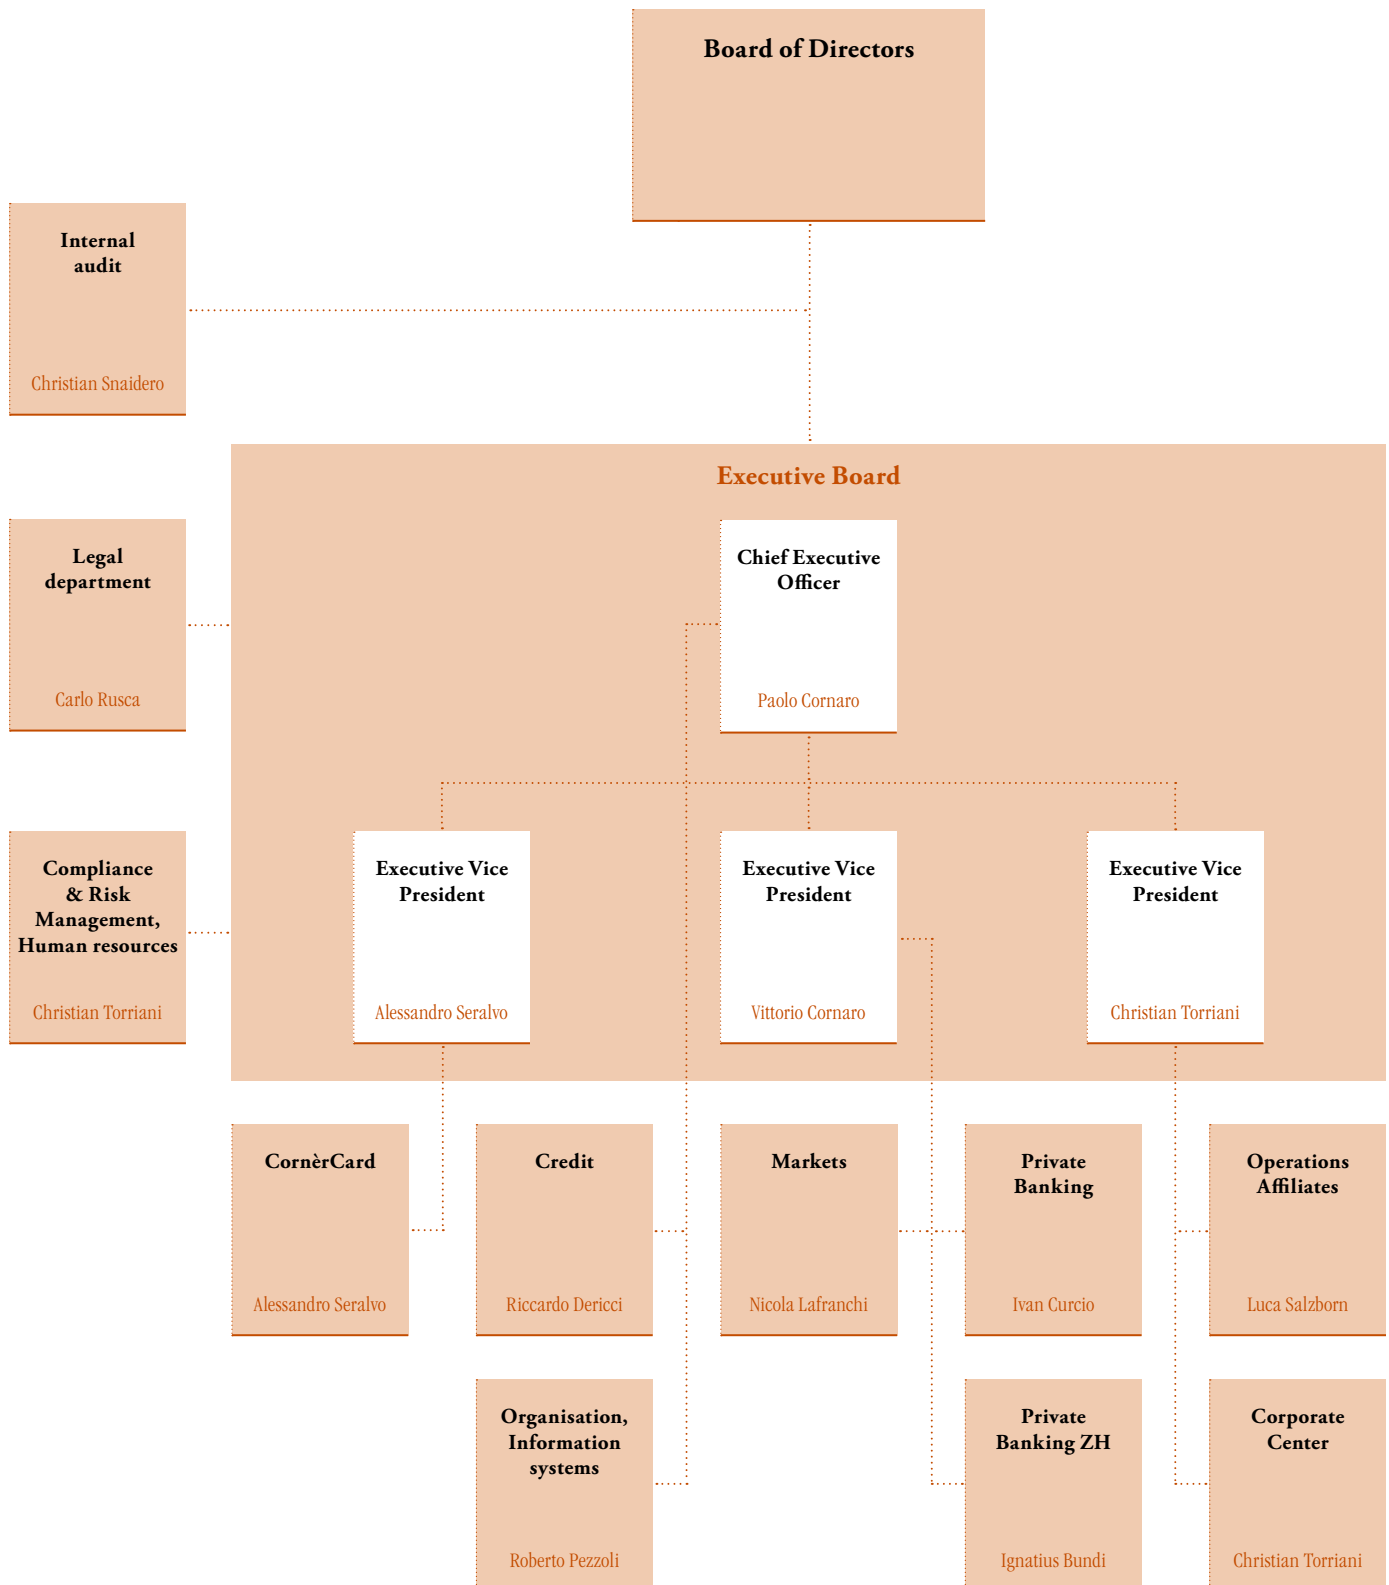 Board of Directors
Internal
audit
Christian Snaidero
Executive Board
Legal
department
Carlo Rusca
Chief Executive
Officer
Paolo Cornaro
Compliance
& Risk
Management,
Human resources
Christian Torriani
Executive Vice
President
Alessandro Seralvo
Executive Vice
President
Vittorio Cornaro
Executive Vice
President
Christian Torriani
CornèrCard
Alessandro Seralvo
Credit
Riccardo Dericci
Markets
Nicola Lafranchi
Private
Banking
Ivan Curcio
Operations
Affiliates
Luca Salzborn
Organisation,
Information
systems
Roberto Pezzoli
Private
Banking ZH
Ignatius Bundi
Corporate
Center
Christian Torriani